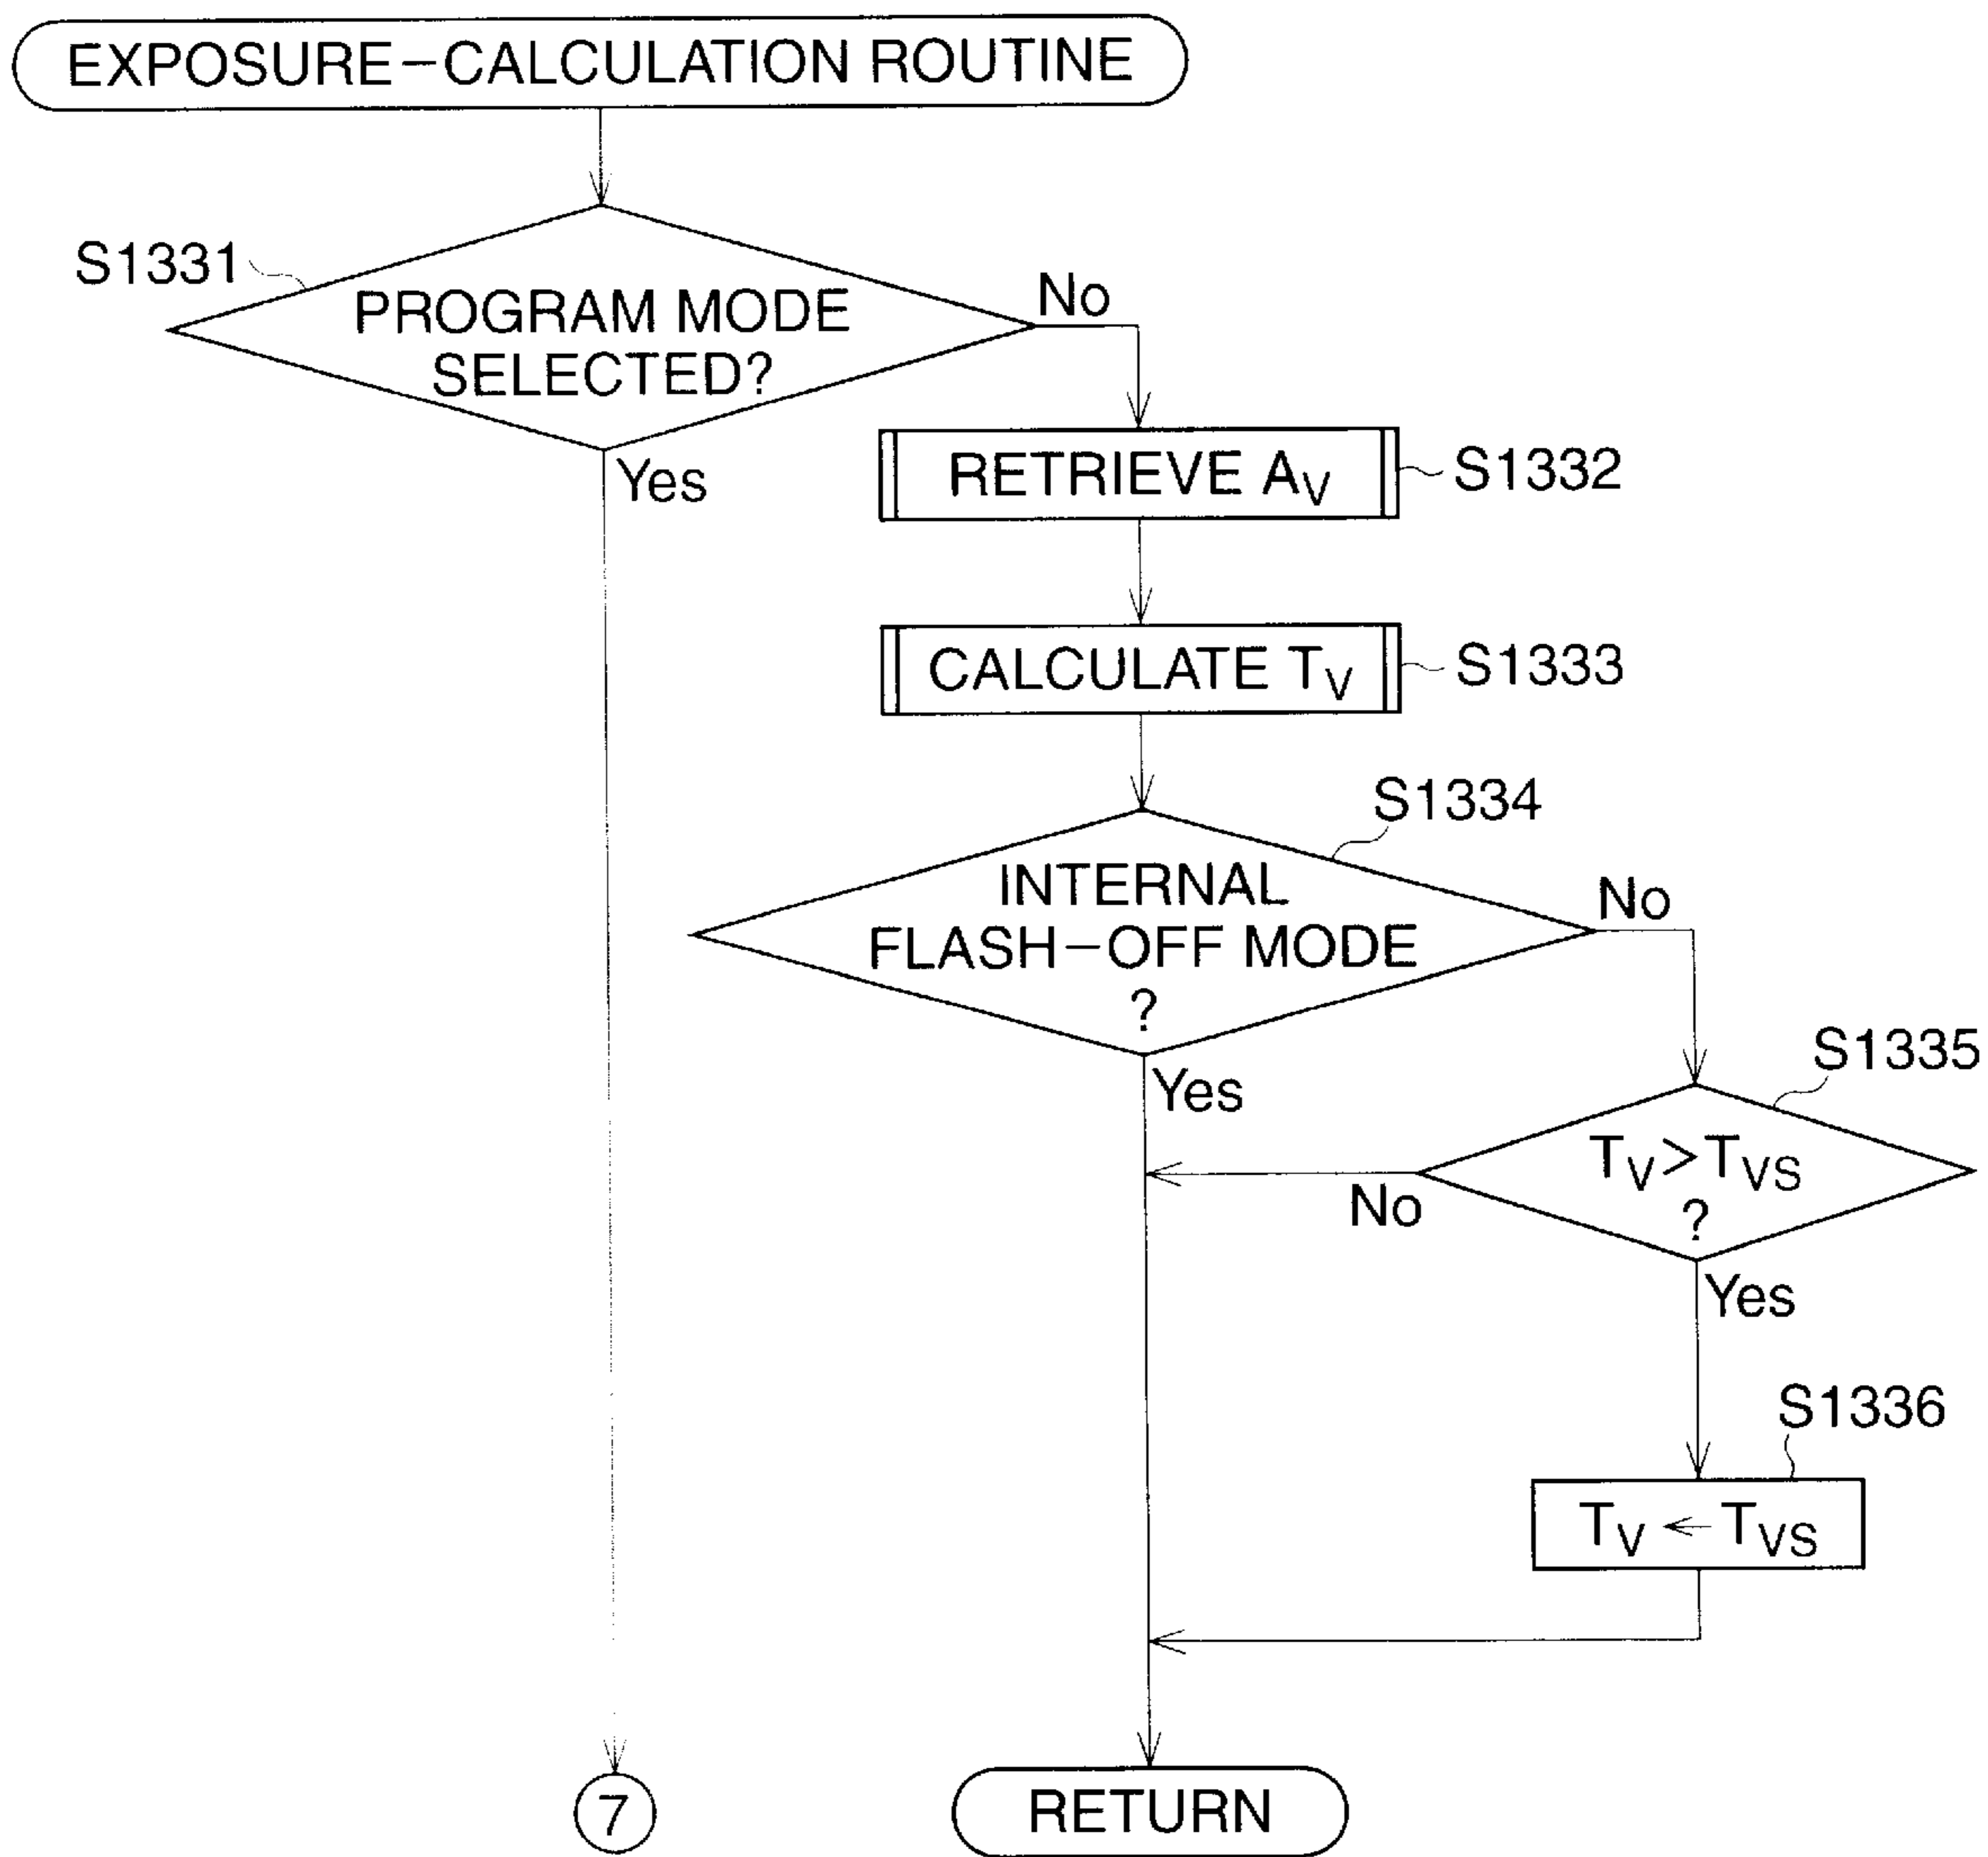 EXPOSURE-CALCULATION ROUTINE
S1331
PROGRAM MODE
SELECTED?
No
Yes
RETRIEVE AV
S1332
CALCULATE TV
S1333
S1334
INTERNAL
FLASH-OFF MODE
?
No
Yes
S1335
TV>TVS
?
No
Yes
S1336
TV ← TVS
7
RETURN